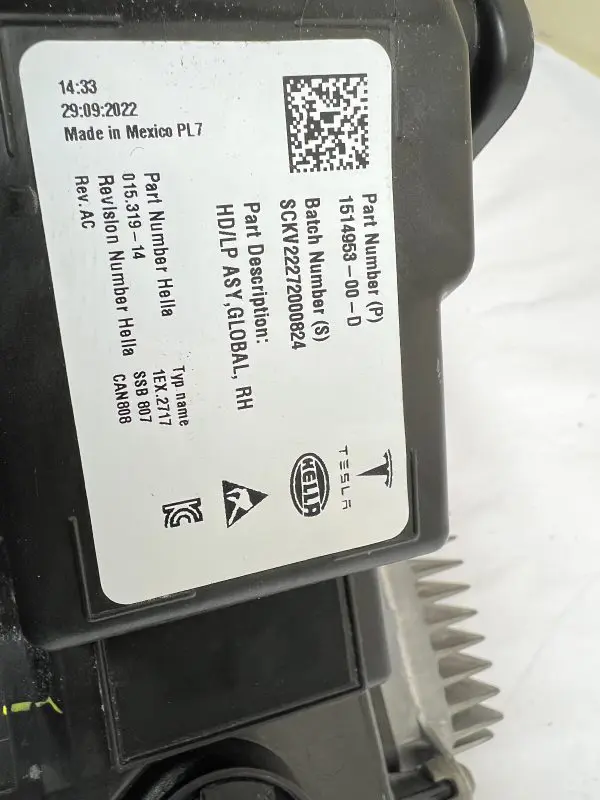 14:33
29:09:2022
Made in Mexico PL7
Part Number (P)
1514953-00-D
Batch Number (S)
SCKV22272000824
Part Description:
HD/LP ASY,GLOBAL, RH
Part Number Hella
015.319-14
Revision Number Hella
Rev. AC
Typ name
1EX.2717
SSB 807
CAN808
TESLA
HELLA